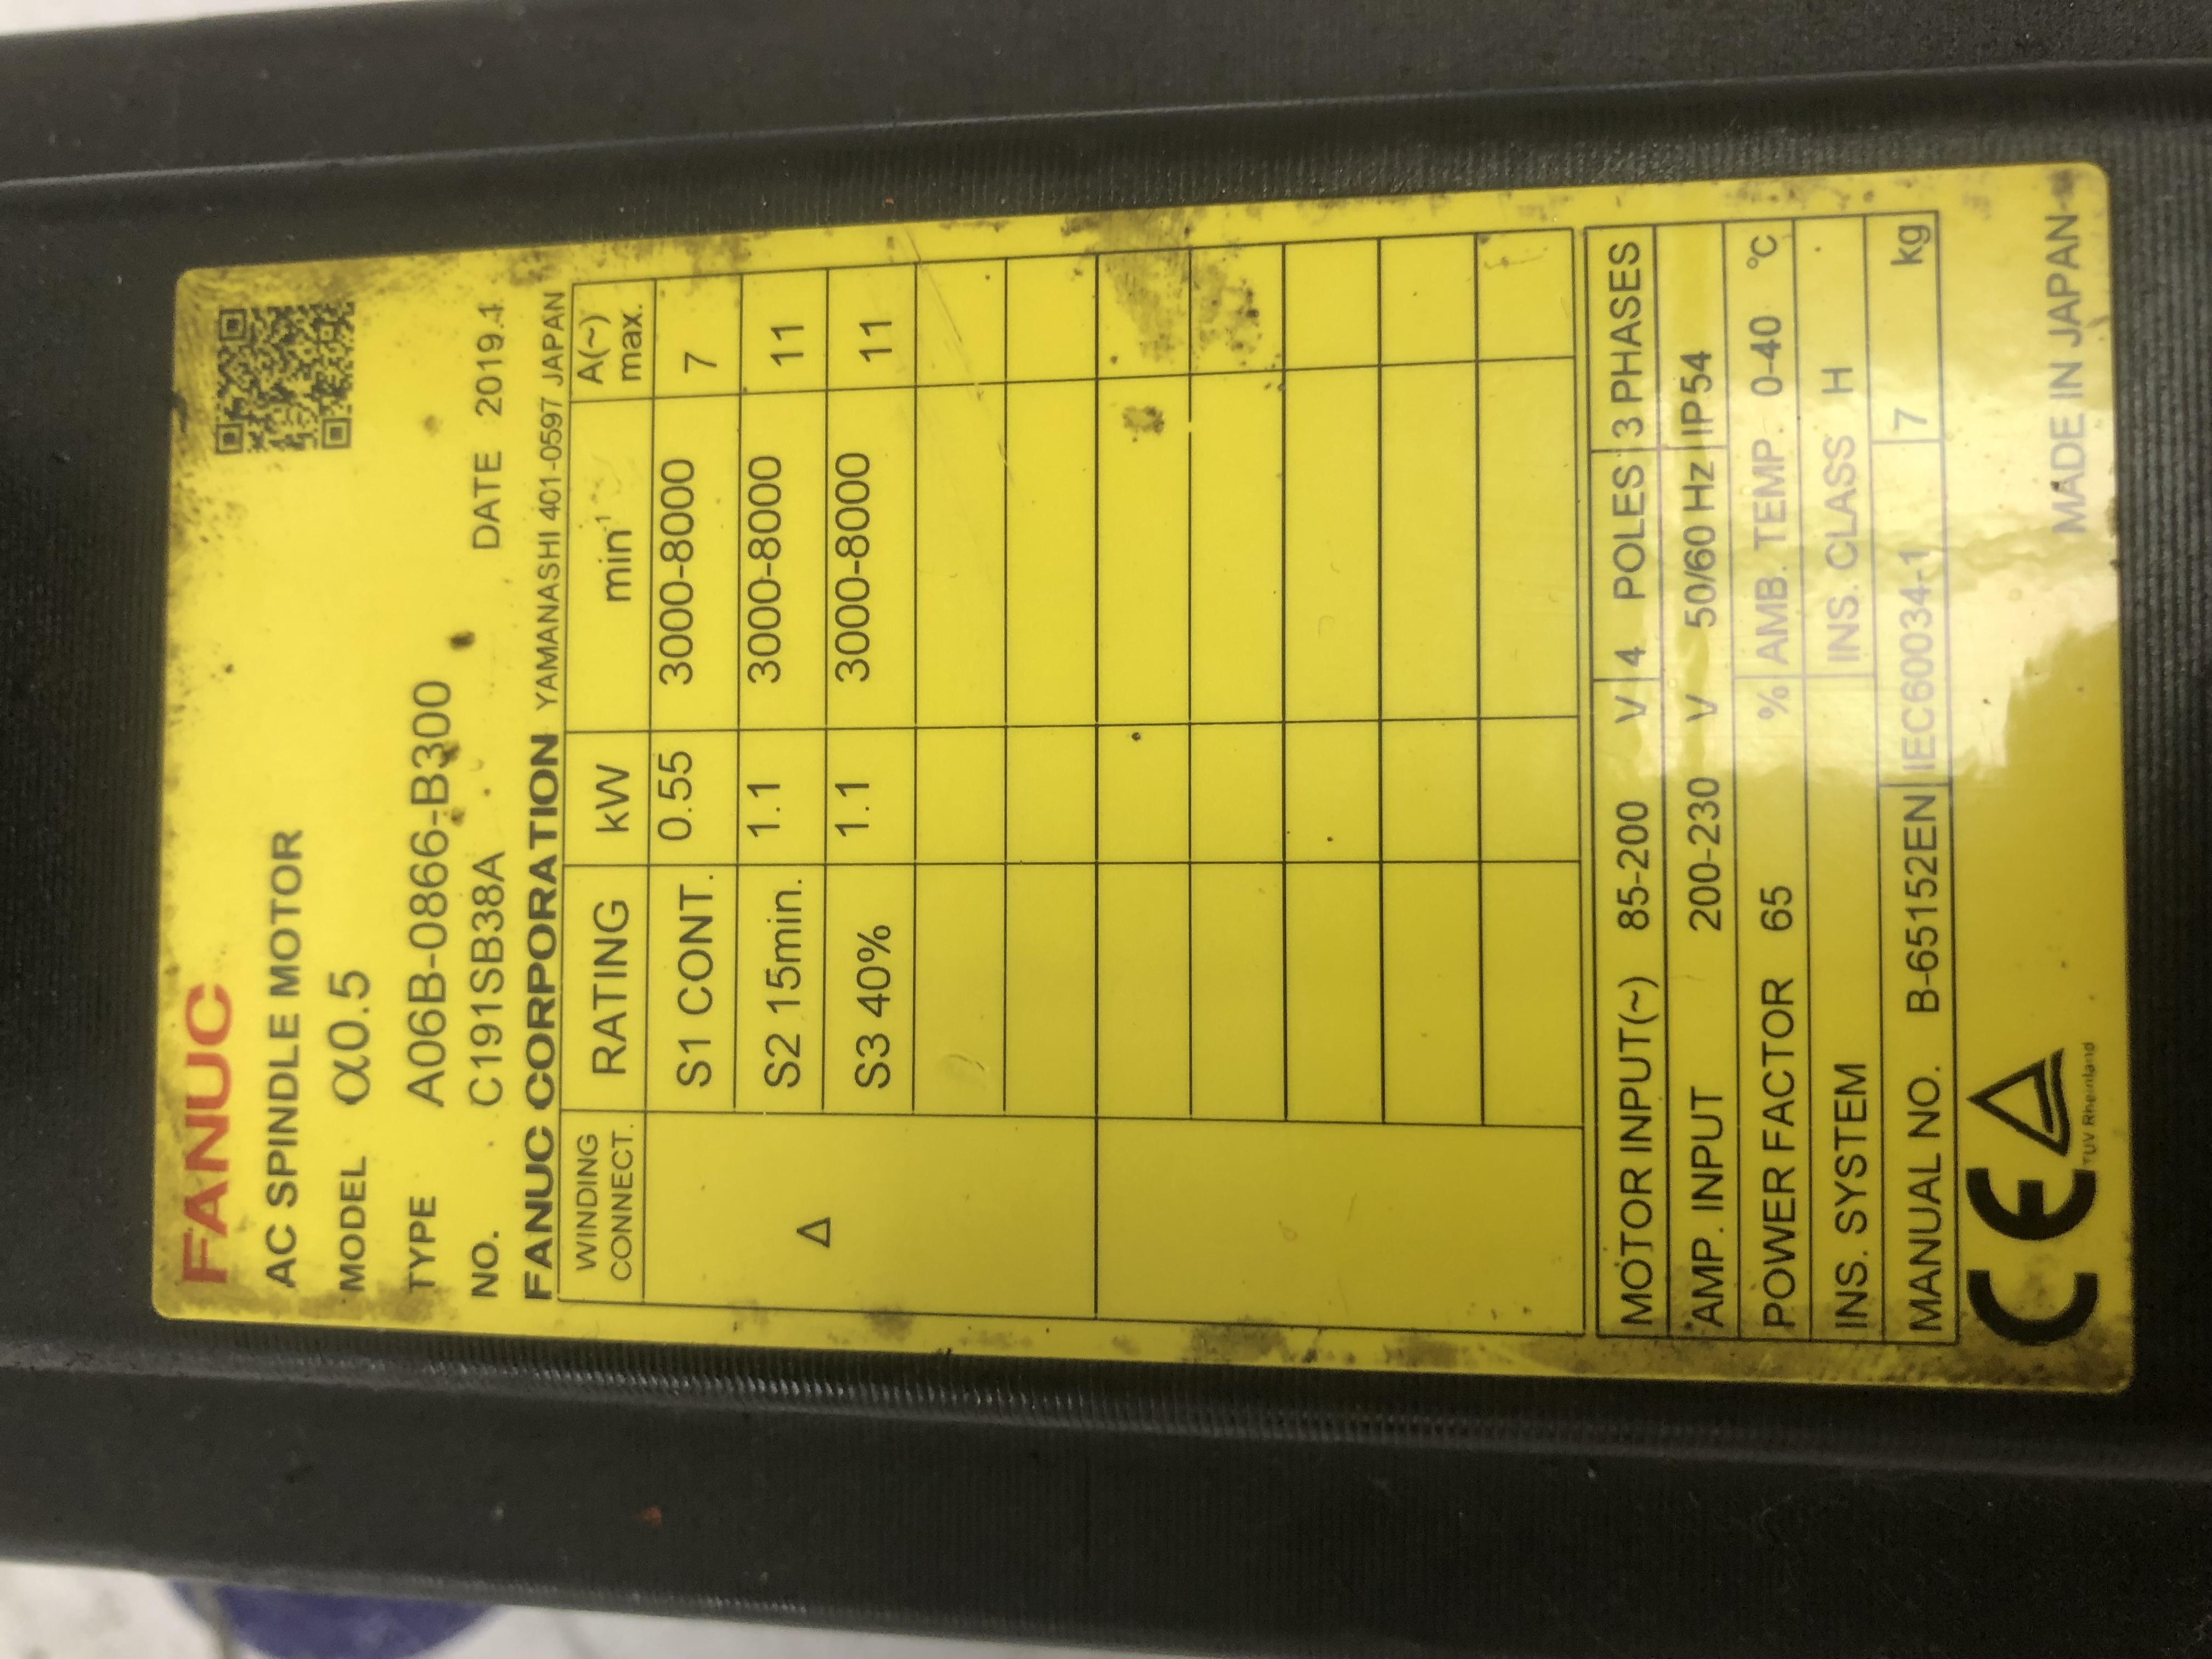 FANUC
AC SPINDLE MOTOR
MODEL α0.5
TYPE A06B-0866-B300
NO. C191SB38A DATE 2019.1
FANUC CORPORATION YAMANASHI 401-0597 JAPAN
WINDING CONNECT. RATING kW min⁻¹ A(~) max.
Δ
S1 CONT. 0.55 3000-8000 7
S2 15min. 1.1 3000-8000 11
S3 40% 1.1 3000-8000 11
MOTOR INPUT(~) 85-200 V 4 POLES 3 PHASES
AMP. INPUT 200-230 V 50/60 Hz IP54
POWER FACTOR 65 % AMB. TEMP 0-40 °C
INS. SYSTEM INS. CLASS H
MANUAL NO. B-65152EN IEC60034-1 7 kg
CE TÜV Rheinland
MADE IN JAPAN